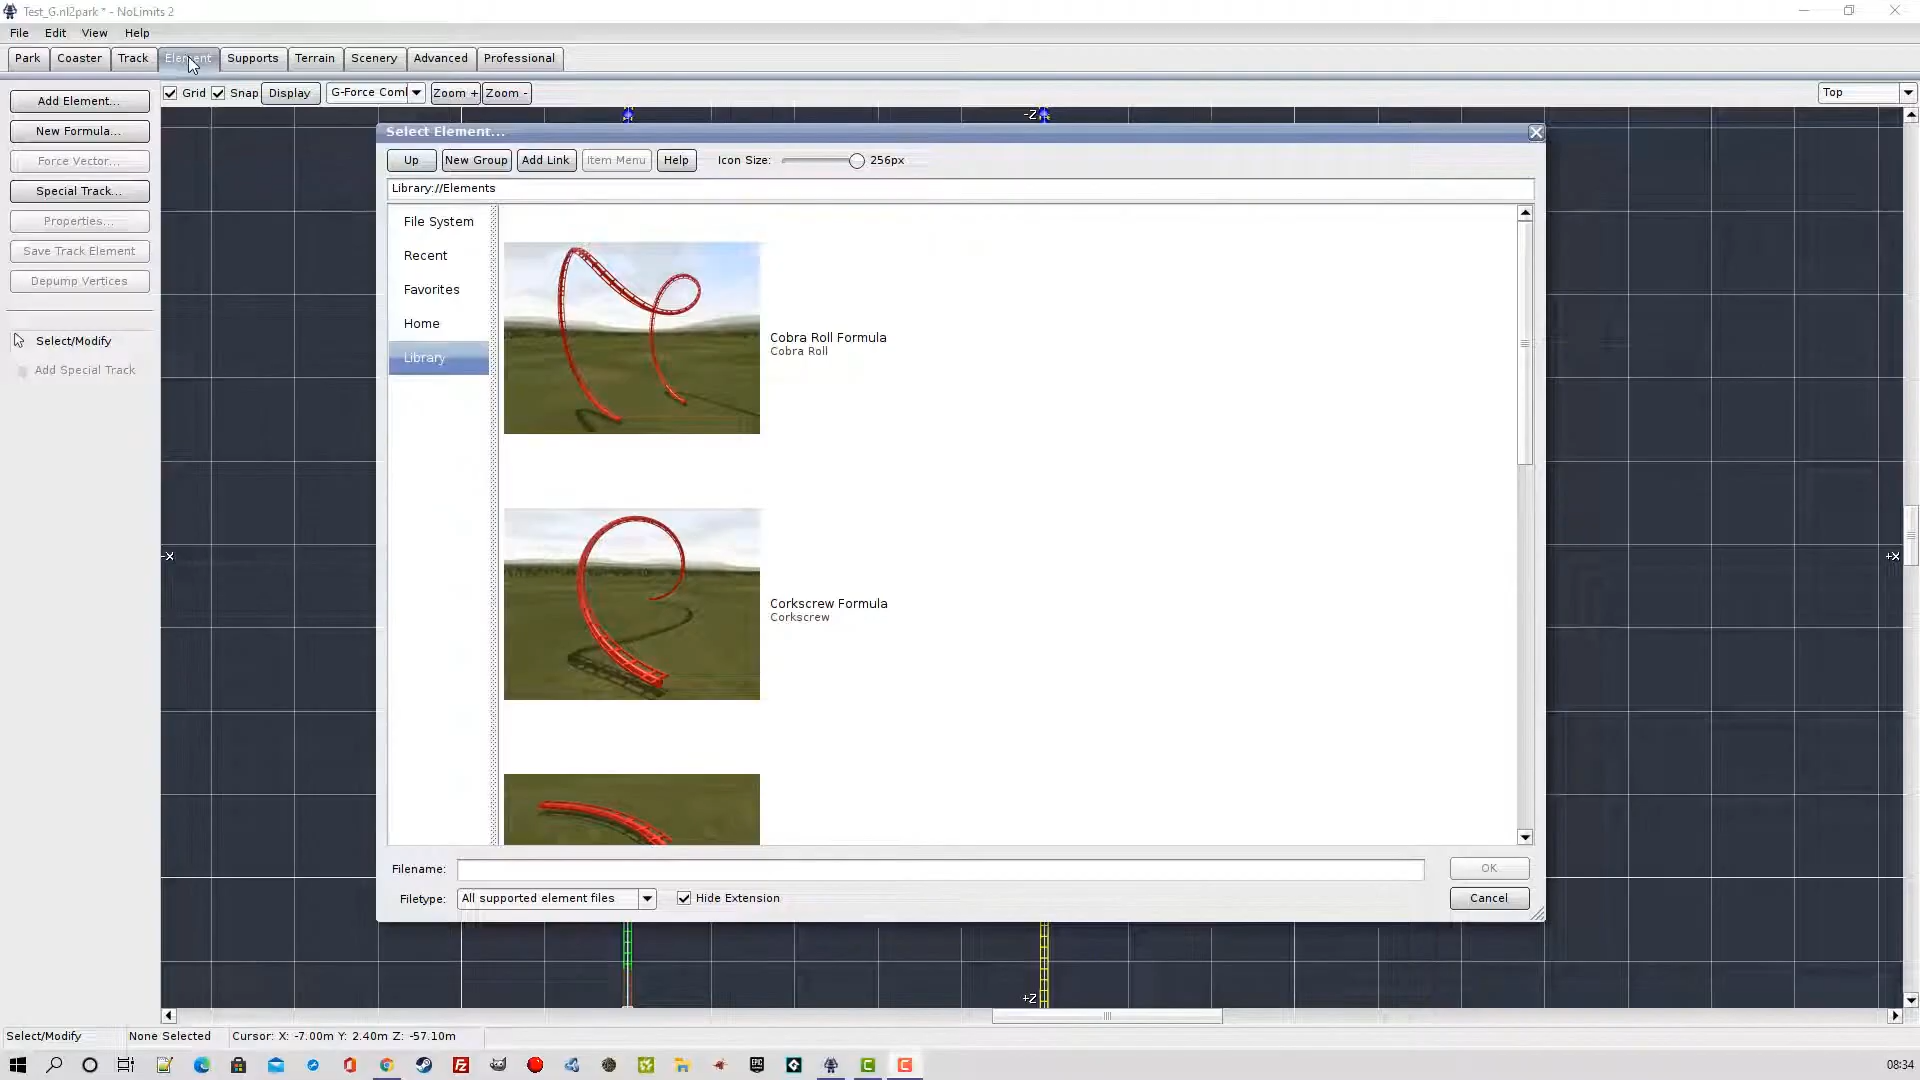 Test_G.nl2park * - NoLimits 2
File Edit View Help
Park Coaster Track Element Supports Terrain Scenery Advanced Professional
Grid Snap Display Zoom + Zoom - Top
Add Element...
New Formula...
Force Vector...
Special Track...
Properties...
Save Track Element
Depump Vertices
Select/Modify
Add Special Track
-Z
Select Element...
Up New Group Add Link Item Menu Help Icon Size: 256px
Library://Elements
File System
Recent
Favorites
Home
Library
Cobra Roll Formula
Cobra Roll
Corkscrew Formula
Corkscrew
Filename: OK
Filetype: All supported element files Hide Extension Cancel
-X
+X
+Z
Select/Modify None Selected Cursor: X: -7.00m Y: 2.40m Z: -57.10m
08:34